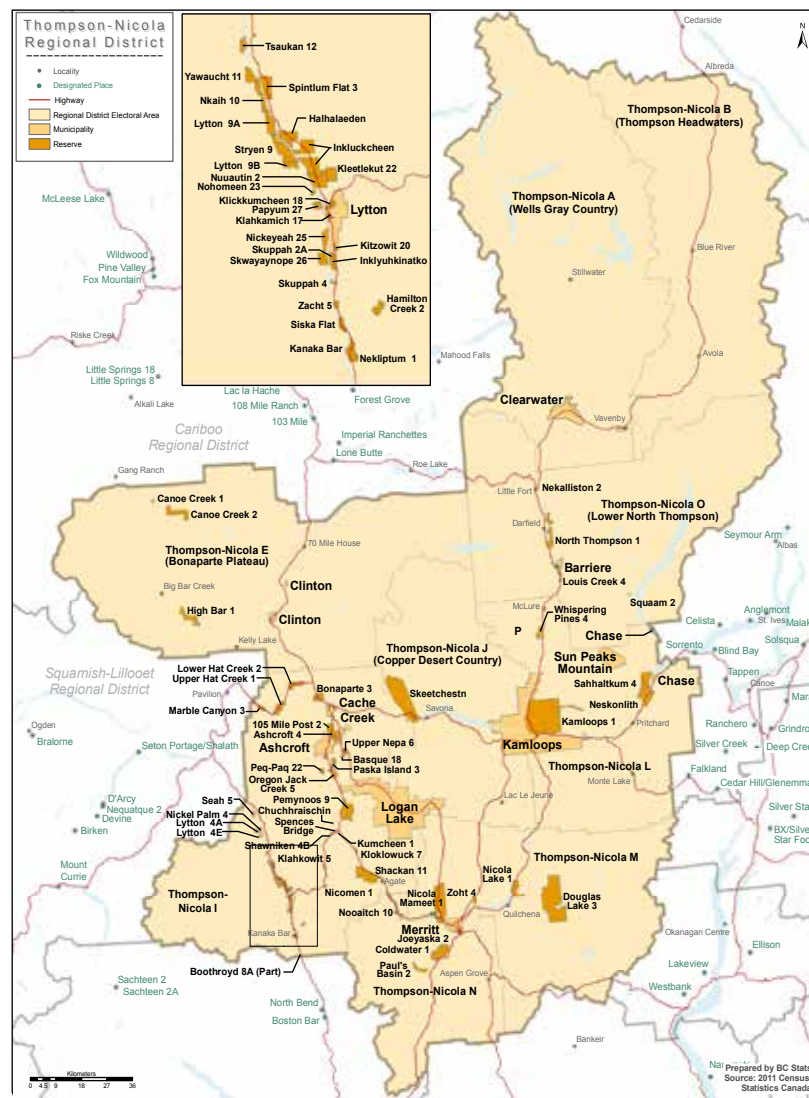 Thompson-Nicola
Regional District
Locality
Designated Place
Highway
Regional District Electoral Area
Municipality
Reserve
Tsaukan 12
Yawaucht 11
Spintlum Flat 3
Nkaih 10
Lytton 9A
Halhalaeden
Stryen 9
Inkluckcheen
Lytton 9B
Kleetlekut 22
Nuuautin 2
Nohomeen 23
Klickkumcheen 18
Papyum 27
Lytton
Klahkamich 17
Nickeyeah 25
Kitzowit 20
Skuppah 2A
Skwayaynope 26
Inklyuhkinatko
Skuppah 4
Zacht 5
Hamilton
Creek 2
Siska Flat
Kanaka Bar
Nekliptum 1
Cedarside
N
Albreda
Thompson-Nicola B
(Thompson Headwaters)
McLeese Lake
Thompson-Nicola A
(Wells Gray Country)
Wildwood
Pine Valley
Fox Mountain
Blue River
Stillwater
Riske Creek
Avola
Mahood Falls
Little Springs 18
Little Springs 8
Alkali Lake
Lac la Hache
Forest Grove
108 Mile Ranch
103 Mile
Clearwater
Vavenby
Cariboo
Regional District
Imperial Ranchettes
Lone Butte
Roe Lake
Gang Ranch
Little Fort
Nekalliston 2
Canoe Creek 1
Canoe Creek 2
Thompson-Nicola O
(Lower North Thompson)
Darfield
North Thompson 1
Seymour Arm
Albas
Thompson-Nicola E
(Bonaparte Plateau)
70 Mile House
Barriere
Louis Creek 4
Big Bar Creek
Clinton
High Bar 1
Clinton
McLure
Whispering
Pines 4
Squaam 2
Anglemont
St. Ives
Celista
Malak
P
Chase
Kelly Lake
Thompson-Nicola J
(Copper Desert Country)
Sorrento
Blind Bay
Solsqua
Sun Peaks
Mountain
Squamish-Lillooet
Regional District
Lower Hat Creek 2
Upper Hat Creek 1
Sahhaltkum 4
Chase
Tappen
Canoe
Pavilion
Bonaparte 3
Skeetchestn
Marble Canyon 3
Cache
Creek
Savona
Neskonlith
Mar
Kamloops 1
Pritchard
Ranchero
Grindro
Ogden
Bralorne
105 Mile Post 2
Ashcroft 4
Ashcroft
Upper Nepa 6
Kamloops
Silver Creek
Deep Cree
Seton Portage/Shalath
Basque 18
Peq-Paq 22
Paska Island 3
Thompson-Nicola L
Oregon Jack
Creek 5
Monte Lake
Falkland
Cedar Hill/Glenemma
D'Arcy
Nequatque 2
Devine
Birken
Seah 5
Pemynoos 9
Lac Le Jeune
Nickel Palm 4
Chuchhraischin
Logan
Lake
Silver Sta
Lytton 4A
Spences
Bridge
Lytton 4E
BX/Silver
Star Foo
Shawniken 4B
Kumcheen 1
Klahkowit 5
Kloklowuck 7
Thompson-Nicola M
Mount
Currie
Shackan 11
Agate
Nicola
Lake 1
Thompson-
Nicola I
Nicomen 1
Nicola
Mameet 1
Zoht 4
Douglas
Lake 3
Nooaitch 10
Quilchena
Merritt
Okanagan Centre
Kanaka Bar
Joeyaska 2
Coldwater 1
Ellison
Boothroyd 8A (Part)
Paul's
Basin 2
Aspen Grove
Lakeview
Sachteen 2
Sachteen 2A
Thompson-Nicola N
Westbank
North Bend
Boston Bar
Bankeir
Kilometers
0 4.5 9 18 27 36
Prepared by BC Stats
Source: 2011 Census,
Statistics Canada